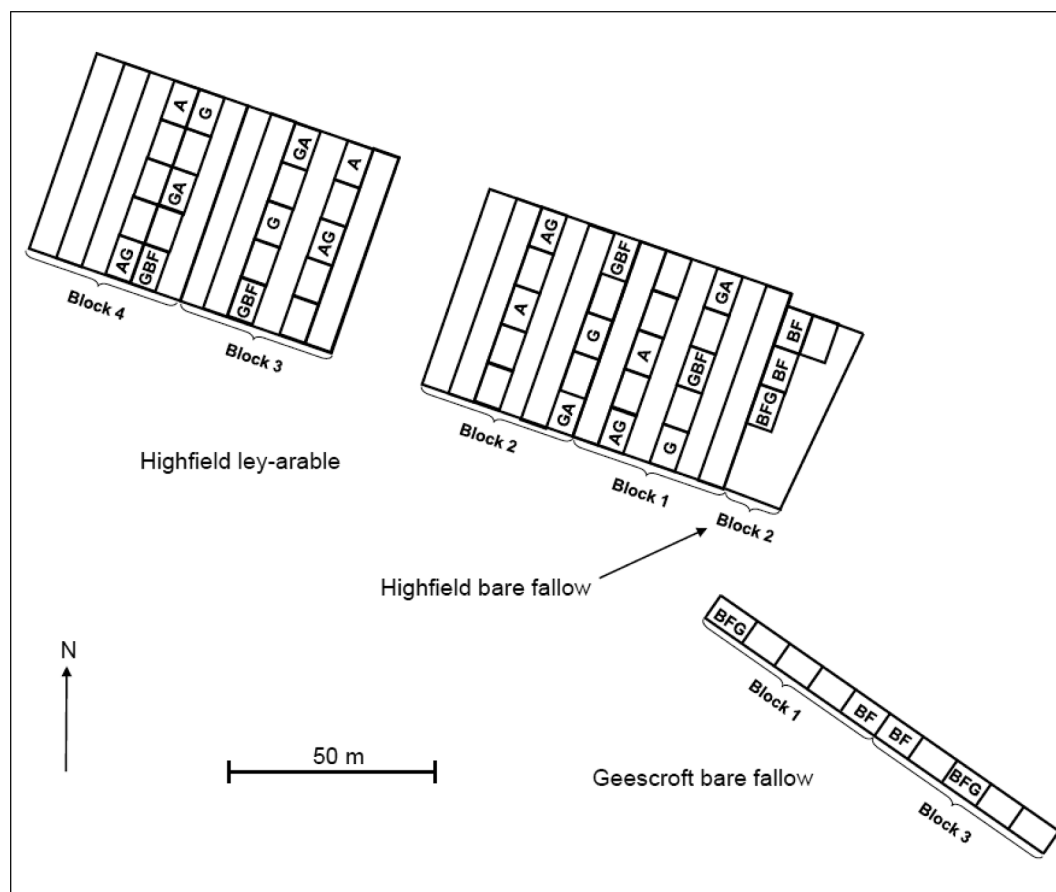 A
G
GA
AG
GBF
Block 4
GA
G
GBF
A
AG
Block 3
AG
A
GBF
G
GA
Block 2
A
AG
GA
GBF
G
Block 1
BF
BF
BFG
Block 2
Highfield ley-arable
Highfield bare fallow
N
50 m
BFG
BF
Block 1
BF
BFG
Block 3
Geescroft bare fallow